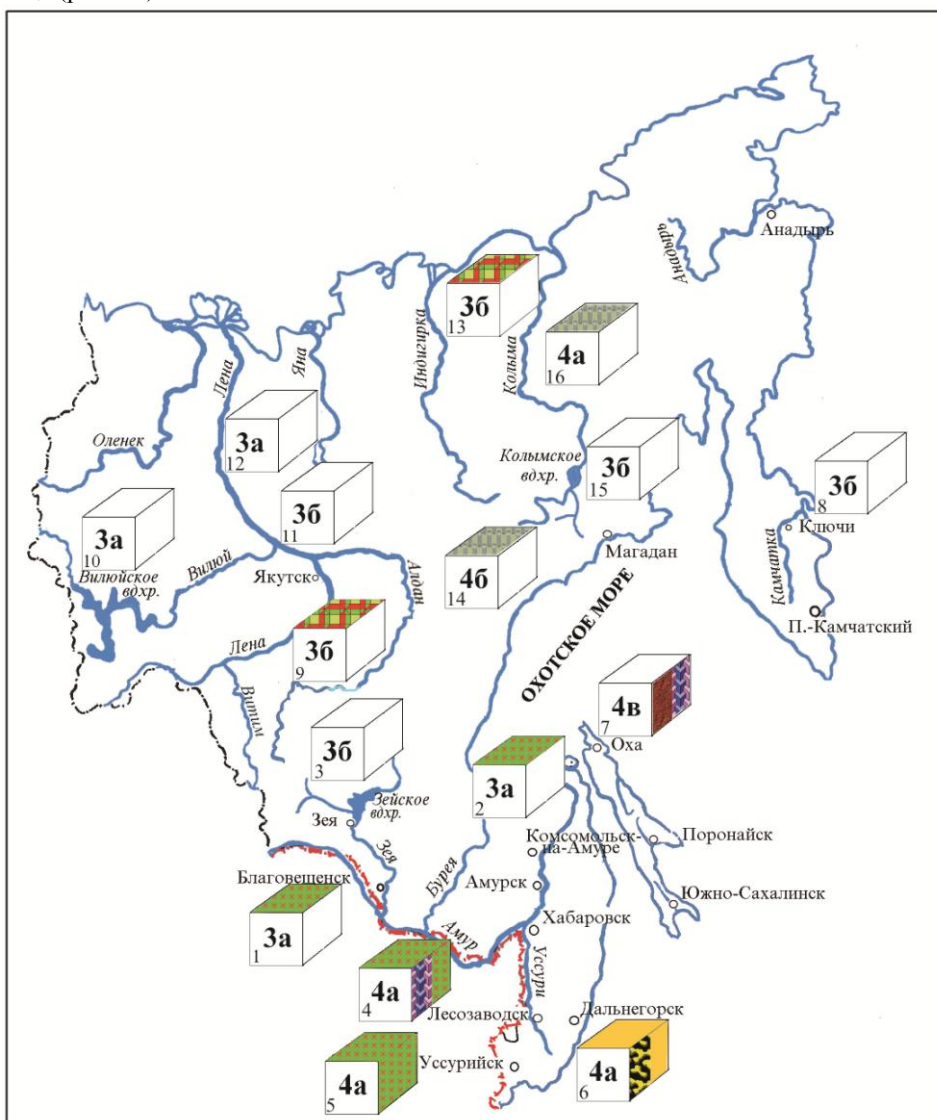 Анадырь
Анадырь
3б
13
Индигирка
Колыма
4а
16
Лена
Яна
3а
12
Оленек
Колымское
вдхр.
3б
15
3б
8
3б
11
Ключи
3а
10
Магадан
Вилюйское
вдхр.
Вилюй
Якутск
Алдан
4б
14
Камчатка
П.-Камчатский
Лена
3б
9
ОХОТСКОЕ МОРЕ
Витим
4в
7
3б
3
Оха
3а
2
Зейское
вдхр.
Зея
Зея
Комсомольск-
на-Амуре
Поронайск
Благовещенск
Бурея
Амурск
Южно-Сахалинск
3а
1
Амур
Хабаровск
Уссури
4а
4
Лесозаводск
Дальнегорск
4а
5
Уссурийск
4а
6